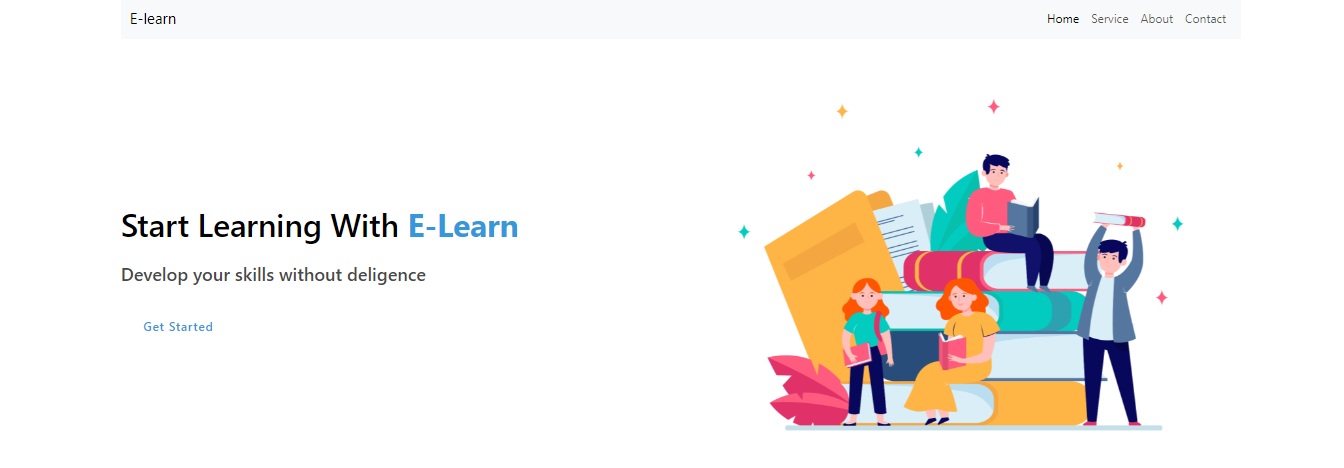 E-learn
Home Service About Contact
Start Learning With E-Learn
Develop your skills without deligence
Get Started